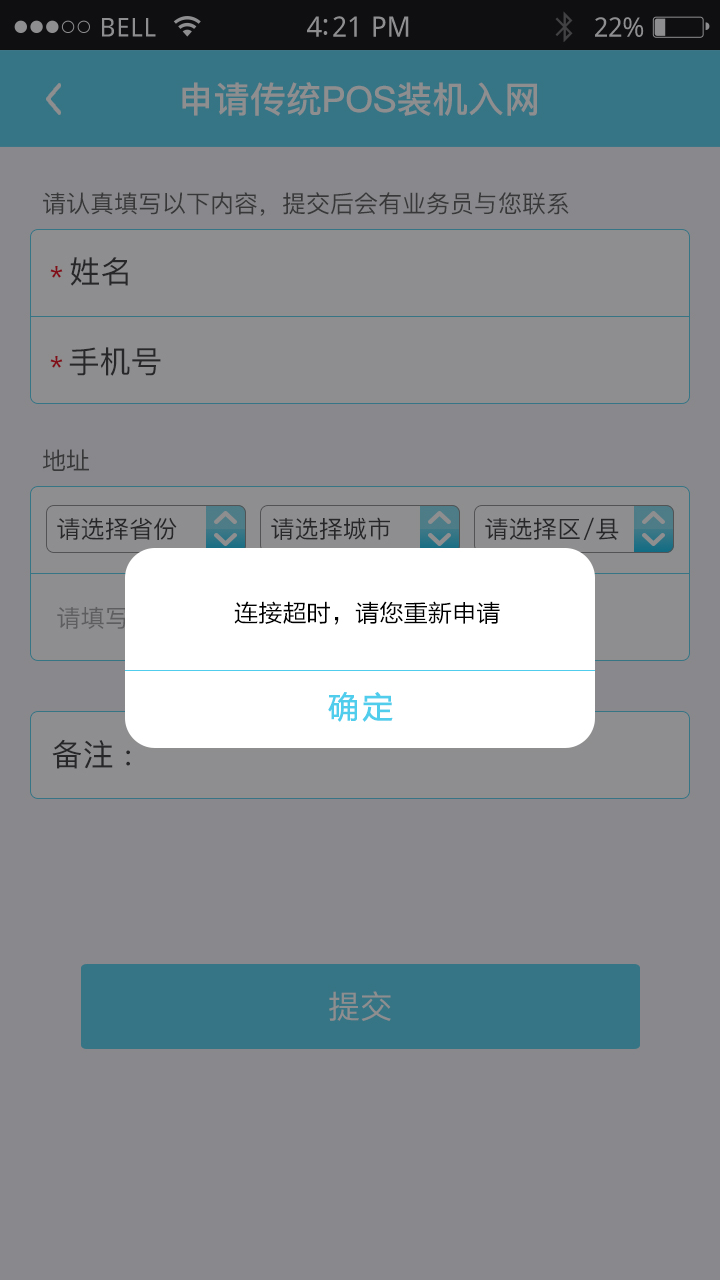 BELL 4:21 PM 22%
申请传统POS装机入网
请认真填写以下内容，提交后会有业务员与您联系
* 姓名
* 手机号
地址
请选择省份 请选择城市 请选择区/县
请填写
连接超时，请您重新申请
确定
备注：
提交